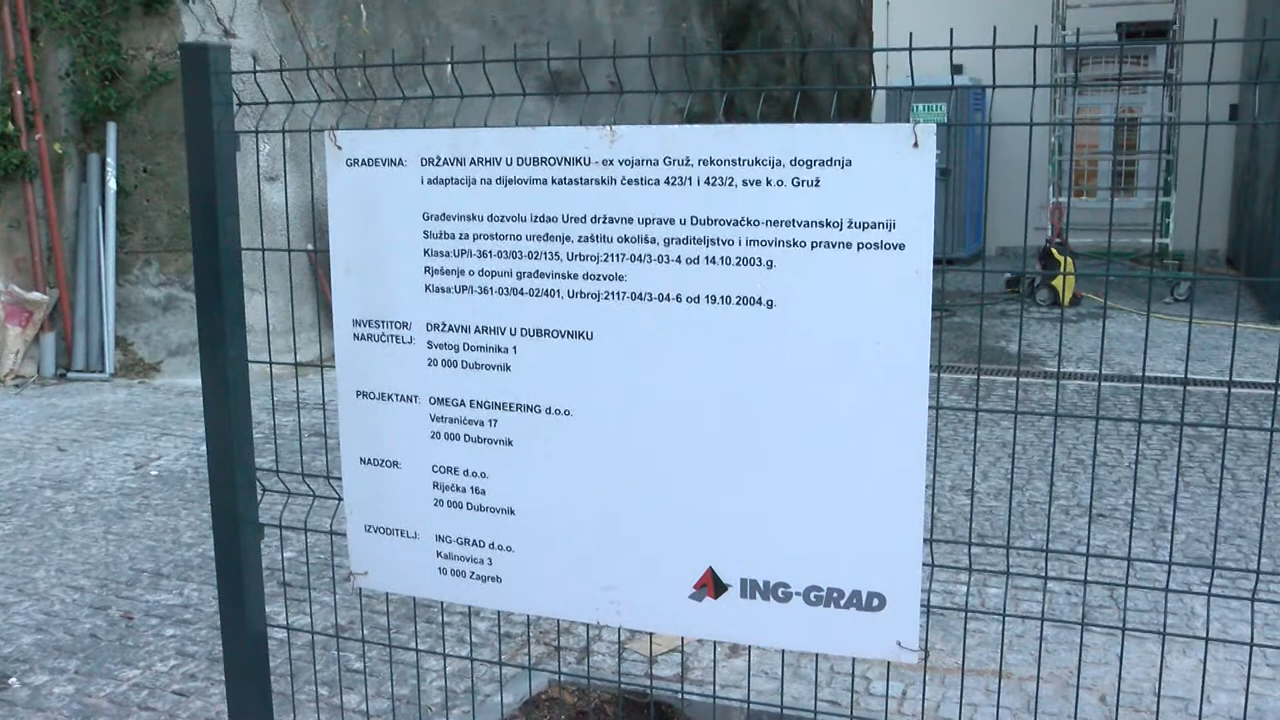 GRAĐEVINA: DRŽAVNI ARHIV U DUBROVNIKU - ex vojarna Gruž, rekonstrukcija, dogradnja
i adaptacija na dijelovima katastarskih čestica 423/1 i 423/2, sve k.o. Gruž
Građevinsku dozvolu izdao Ured državne uprave u Dubrovačko-neretvanskoj županiji
Služba za prostorno uređenje, zaštitu okoliša, graditeljstvo i imovinsko pravne poslove
Klasa:UP/I-361-03/03-02/135, Urbroj:2117-04/3-03-4 od 14.10.2003.g.
Rješenje o dopuni građevinske dozvole:
Klasa:UP/I-361-03/04-02/401, Urbroj:2117-04/3-04-6 od 19.10.2004.g.
INVESTITOR/ DRŽAVNI ARHIV U DUBROVNIKU
NARUČITELJ: Svetog Dominika 1
20 000 Dubrovnik
PROJEKTANT: OMEGA ENGINEERING d.o.o.
Vetranićeva 17
20 000 Dubrovnik
NADZOR: CORE d.o.o.
Riječka 16a
20 000 Dubrovnik
IZVODITELJ: ING-GRAD d.o.o.
Kalinovica 3
10 000 Zagreb
ING-GRAD